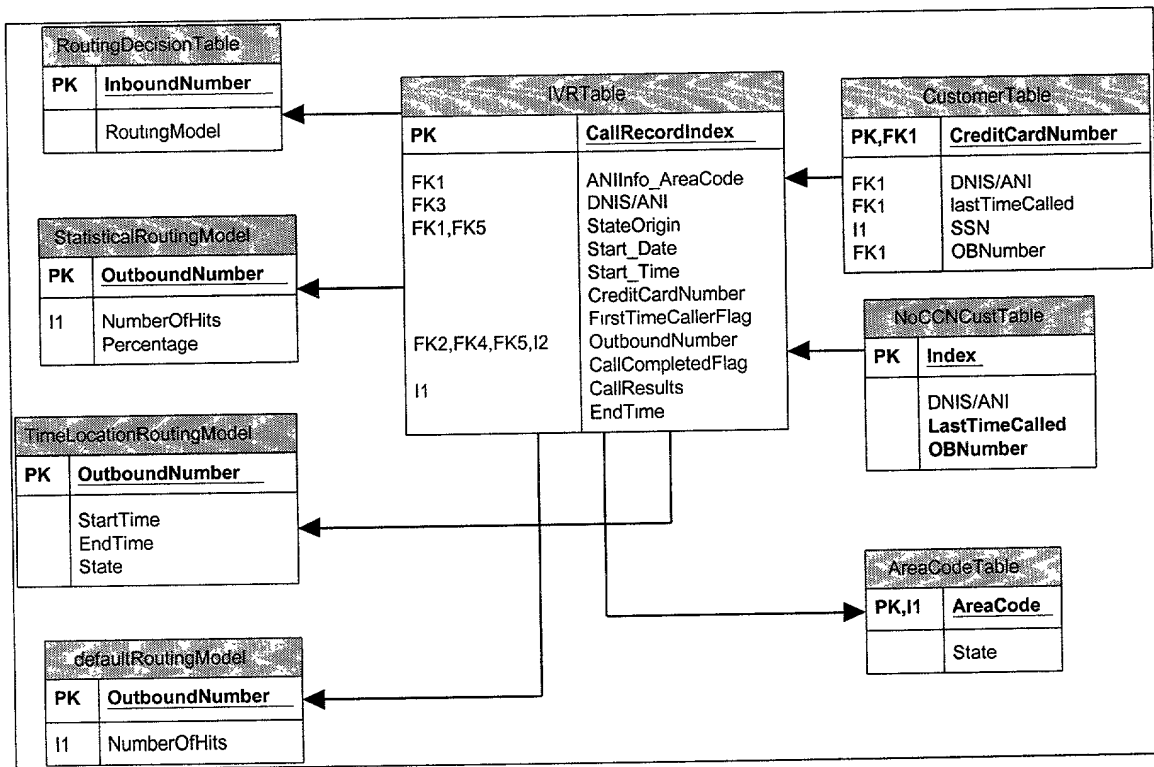 RoutingDecisionTable
PK InboundNumber
RoutingModel
StatisticalRoutingModel
PK OutboundNumber
I1 NumberOfHits
Percentage
TimeLocationRoutingModel
PK OutboundNumber
StartTime
EndTime
State
defaultRoutingModel
PK OutboundNumber
I1 NumberOfHits
IVRTable
PK CallRecordIndex
FK1 ANIInfo_AreaCode
FK3 DNIS/ANI
FK1,FK5 StateOrigin
Start_Date
Start_Time
CreditCardNumber
FirstTimeCallerFlag
FK2,FK4,FK5,I2 OutboundNumber
CallCompletedFlag
I1 CallResults
EndTime
CustomerTable
PK,FK1 CreditCardNumber
FK1 DNIS/ANI
FK1 lastTimeCalled
I1 SSN
FK1 OBNumber
NoCCNCustTable
PK Index
DNIS/ANI
LastTimeCalled
OBNumber
AreaCodeTable
PK,I1 AreaCode
State